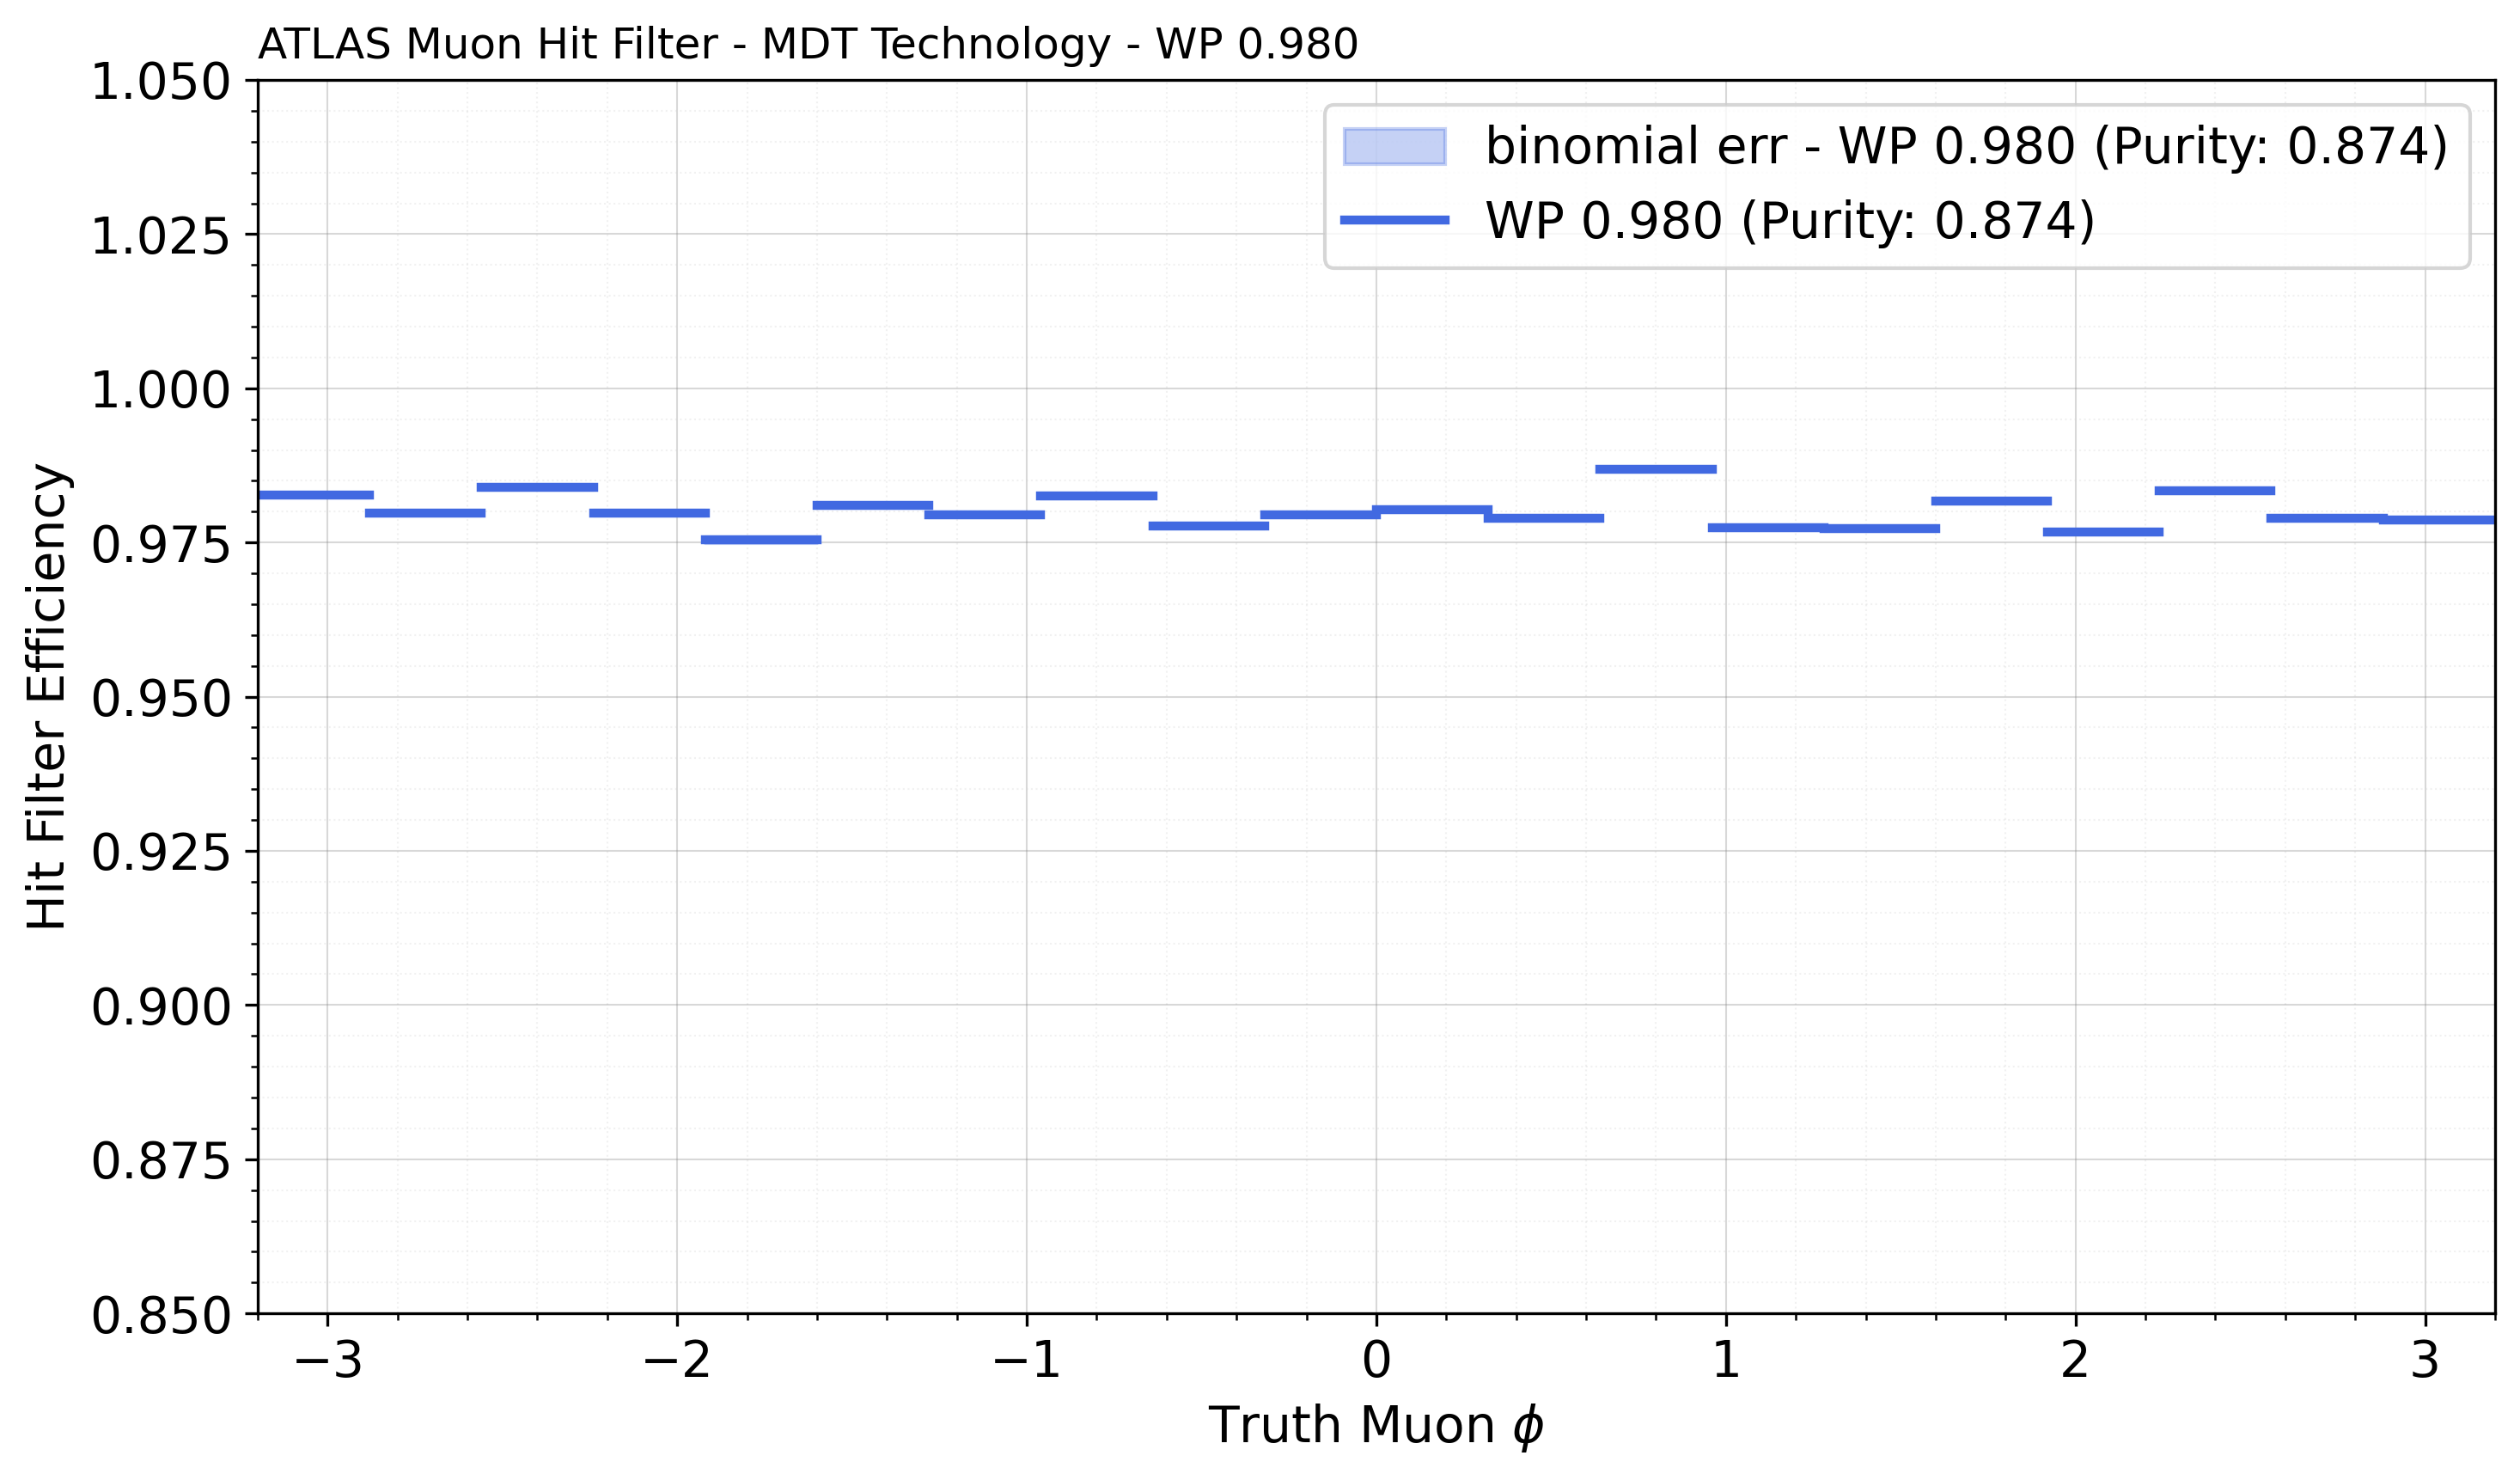 ATLAS Muon Hit Filter - MDT Technology - WP 0.980
1.050
1.025
1.000
0.975
0.950
0.925
0.900
0.875
0.850
Hit Filter Efficiency
binomial err - WP 0.980 (Purity: 0.874)
WP 0.980 (Purity: 0.874)
−3 −2 −1 0 1 2 3
Truth Muon ϕ